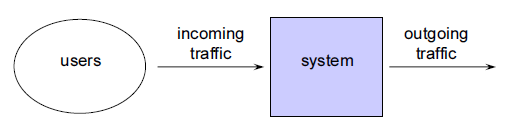 users
incoming
traffic
system
outgoing
traffic